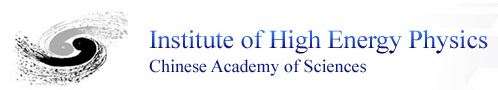 Institute of High Energy Physics
Chinese Academy of Sciences